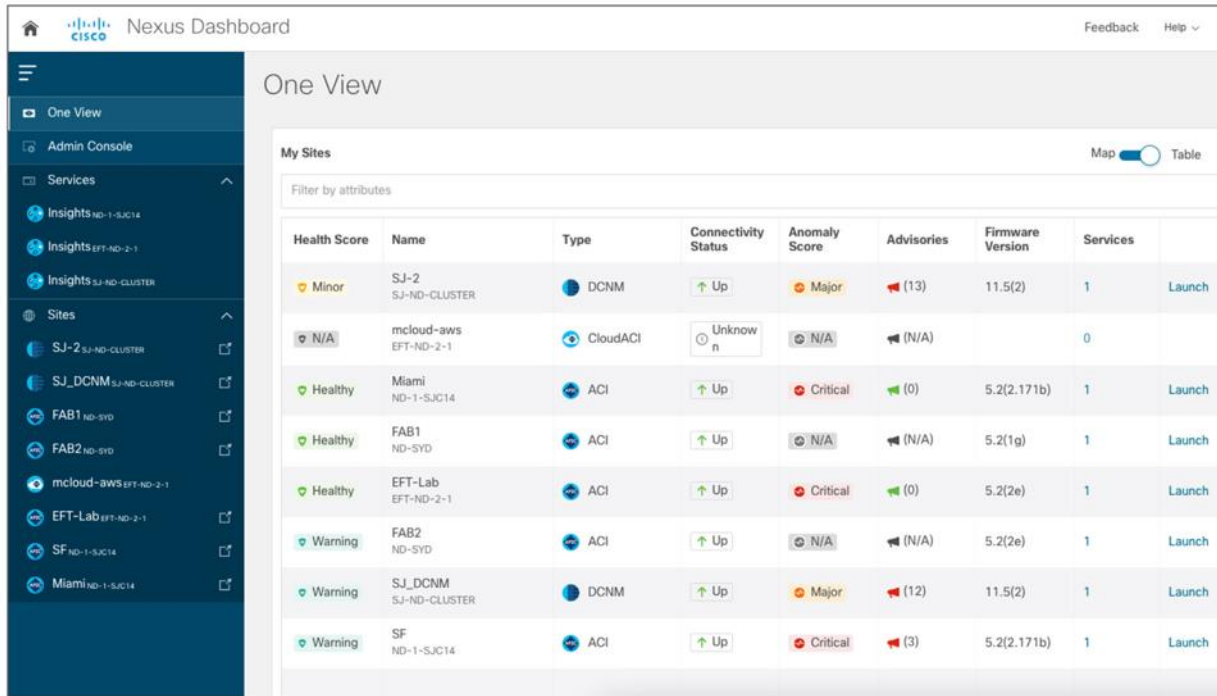 CISCO Nexus Dashboard Feedback Help
One View
Admin Console
Services
Insights ND-1-SJC14
Insights EFT-ND-2-1
Insights SJ-ND-CLUSTER
Sites
SJ-2 SJ-ND-CLUSTER
SJ_DCNM SJ-ND-CLUSTER
FAB1 ND-SYD
FAB2 ND-SYD
mcloud-aws EFT-ND-2-1
EFT-Lab EFT-ND-2-1
SF ND-1-SJC14
Miami ND-1-SJC14
One View
My Sites Map Table
Filter by attributes
Health Score Name Type Connectivity Status Anomaly Score Advisories Firmware Version Services
Minor SJ-2 DCNM Up Major (13) 11.5(2) 1 Launch
SJ-ND-CLUSTER
N/A mcloud-aws CloudACI Unknow N/A (N/A) 0
EFT-ND-2-1 n
Healthy Miami ACI Up Critical (0) 5.2(2.171b) 1 Launch
ND-1-SJC14
Healthy FAB1 ACI Up N/A (N/A) 5.2(1g) 1 Launch
ND-SYD
Healthy EFT-Lab ACI Up Critical (0) 5.2(2e) 1 Launch
EFT-ND-2-1
Warning FAB2 ACI Up N/A (N/A) 5.2(2e) 1 Launch
ND-SYD
Warning SJ_DCNM DCNM Up Major (12) 11.5(2) 1 Launch
SJ-ND-CLUSTER
Warning SF ACI Up Critical (3) 5.2(2.171b) 1 Launch
ND-1-SJC14